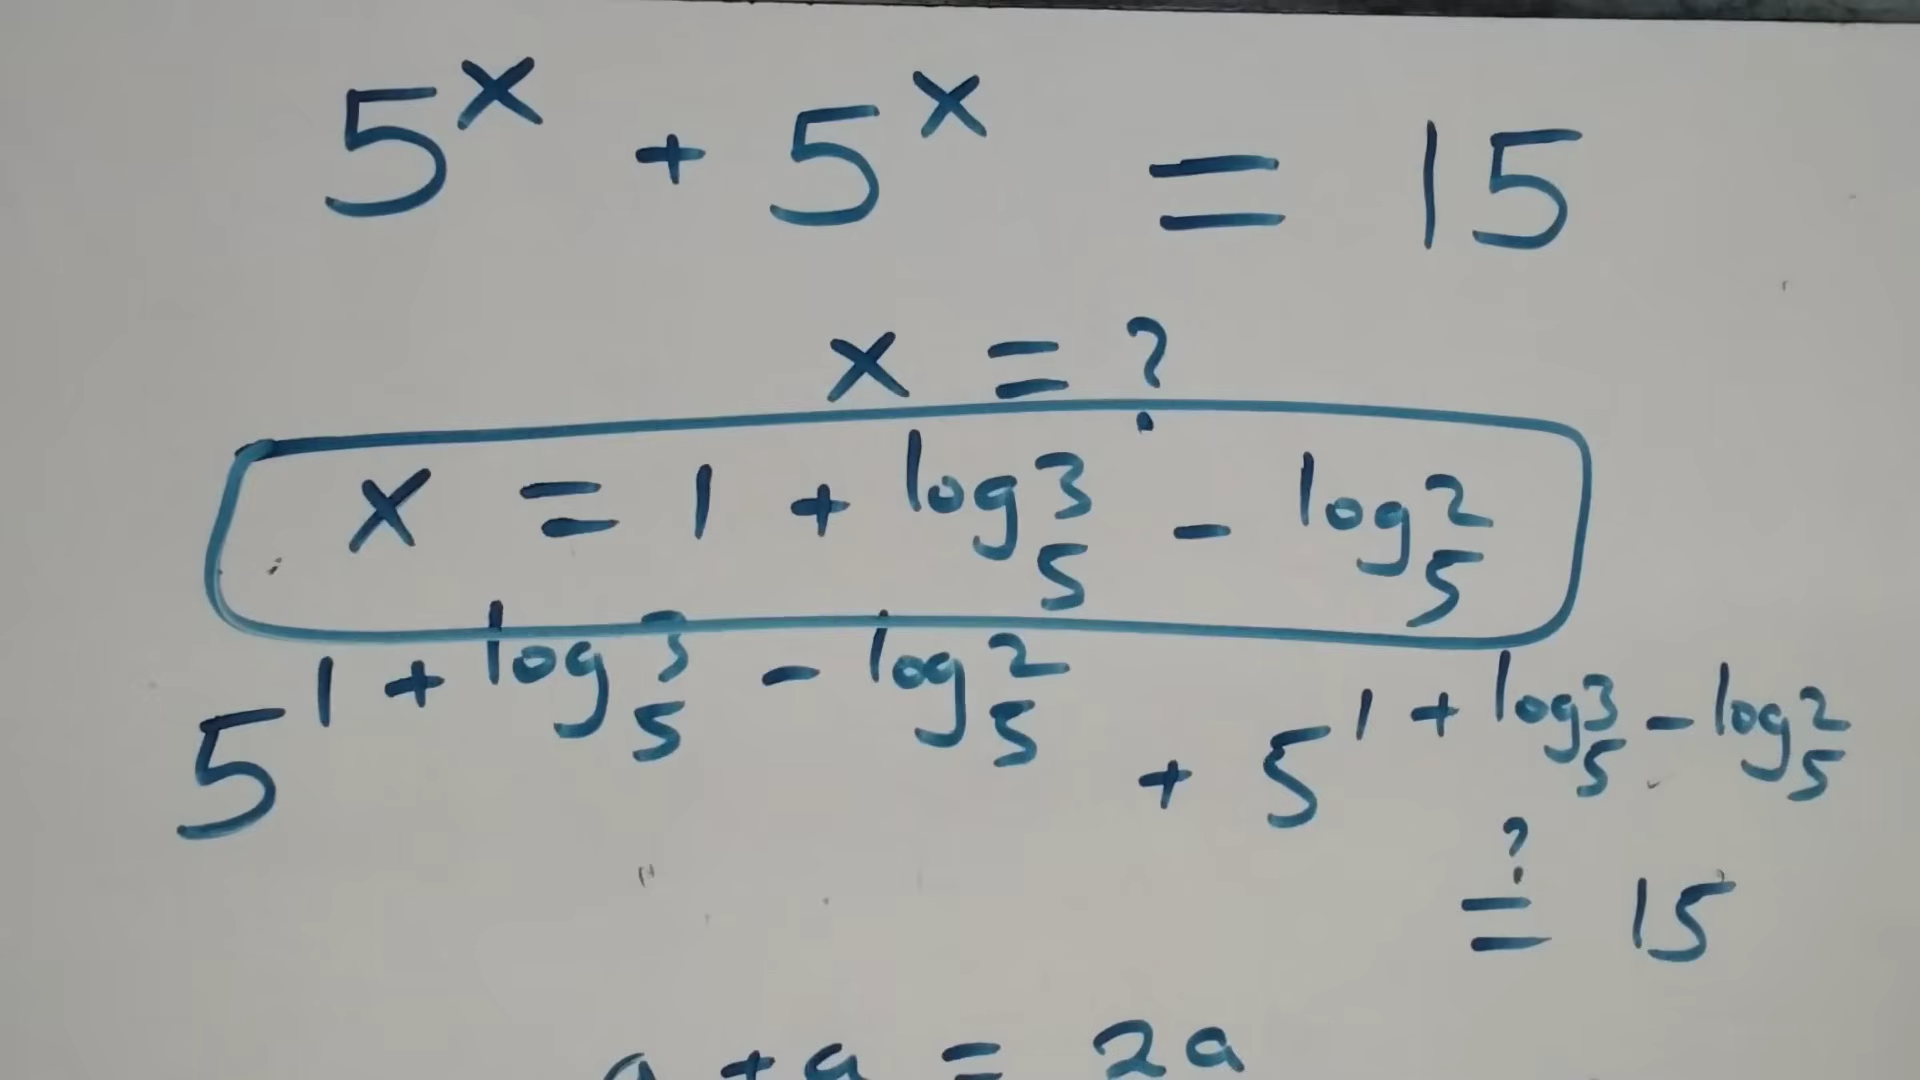 5^x + 5^x = 15
x = ?
x = 1 + log_5^3 - log_5^2
5^{1 + log_5^3 - log_5^2} + 5^{1 + log_5^3 - log_5^2}
=? 15
a + a = 2a